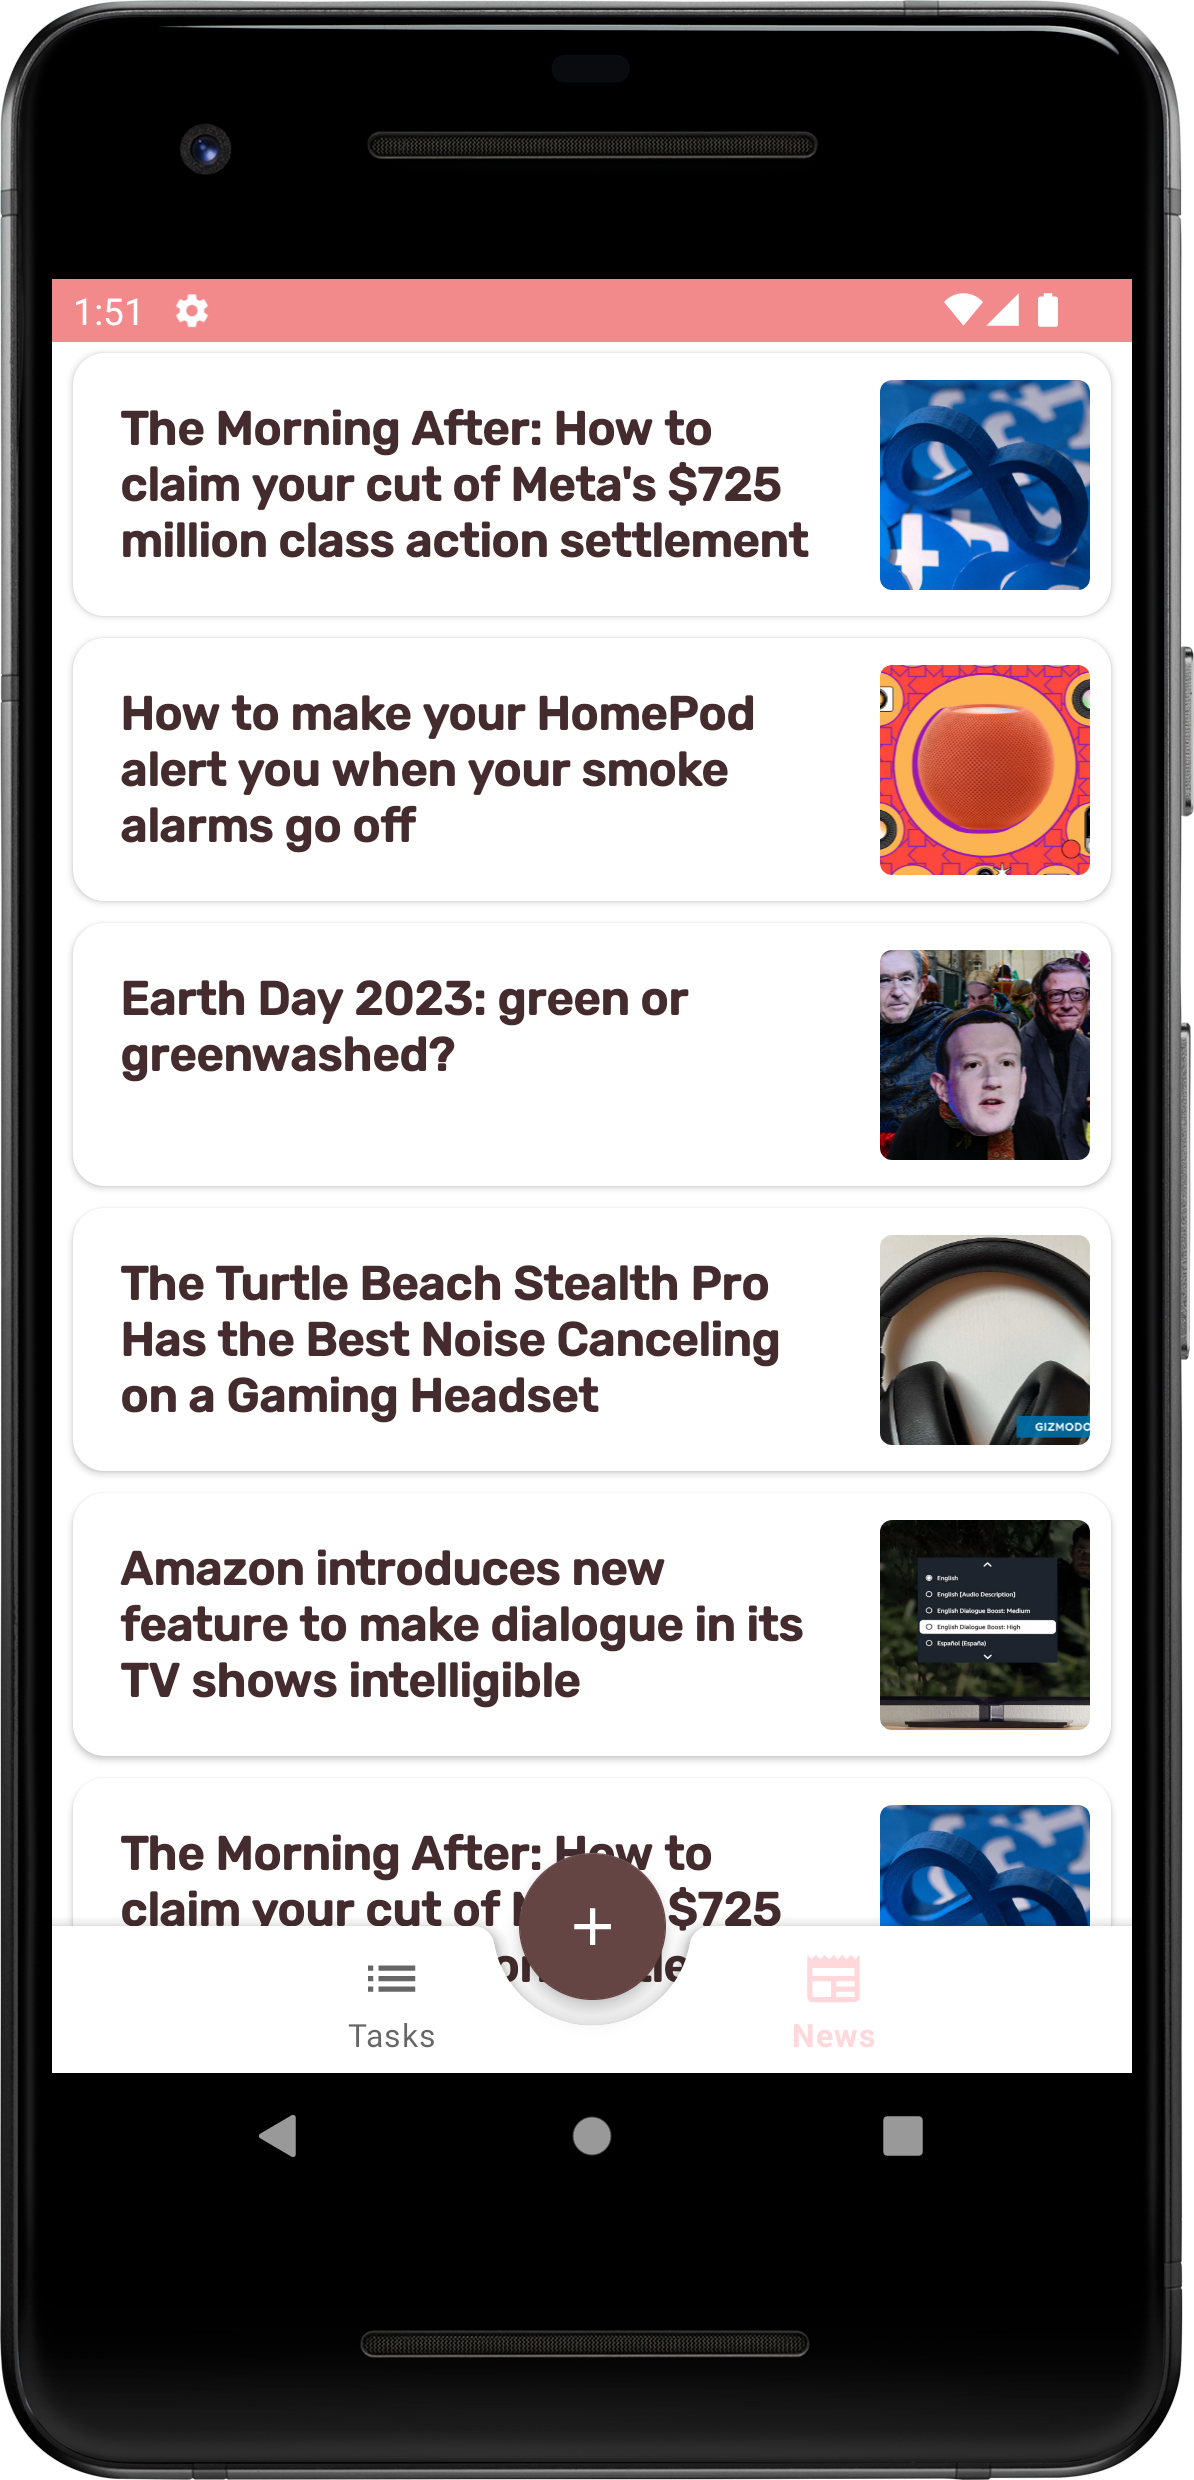 1:51
The Morning After: How to
claim your cut of Meta's $725
million class action settlement
How to make your HomePod
alert you when your smoke
alarms go off
Earth Day 2023: green or
greenwashed?
The Turtle Beach Stealth Pro
Has the Best Noise Canceling
on a Gaming Headset
GIZMODO
Amazon introduces new
feature to make dialogue in its
TV shows intelligible
English
English [Audio Description]
English Dialogue Boost: Medium
English Dialogue Boost: High
Español (España)
The Morning After: How to
claim your cut of $725
Tasks
News